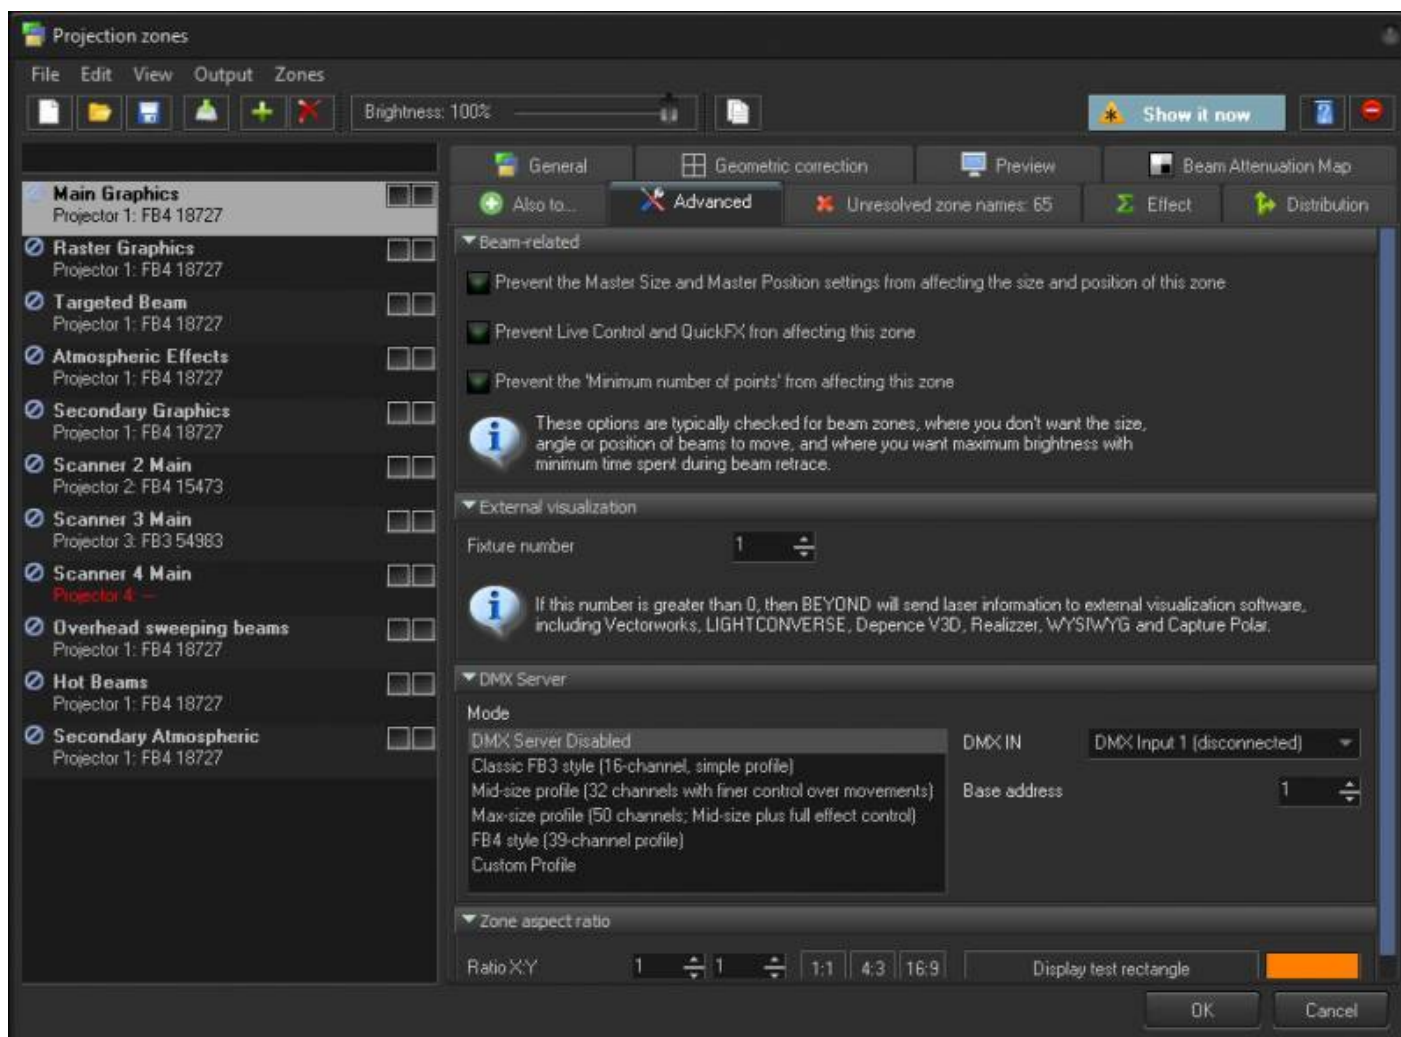 Projection zones
File Edit View Output Zones
Brightness: 100%
Show it now
General Geometric correction Preview Beam Attenuation Map
Also to... Advanced Unresolved zone names: 65 Effect Distribution
Main Graphics
Projector 1: FB4 18727
Raster Graphics
Projector 1: FB4 18727
Targeted Beam
Projector 1: FB4 18727
Atmospheric Effects
Projector 1: FB4 18727
Secondary Graphics
Projector 1: FB4 18727
Scanner 2 Main
Projector 2: FB4 15473
Scanner 3 Main
Projector 3: FB3 54983
Scanner 4 Main
Projector 4: --
Overhead sweeping beams
Projector 1: FB4 18727
Hot Beams
Projector 1: FB4 18727
Secondary Atmospheric
Projector 1: FB4 18727
Beam-related
Prevent the Master Size and Master Position settings from affecting the size and position of this zone
Prevent Live Control and QuickFX fron affecting this zone
Prevent the 'Minimum number of points' from affecting this zone
These options are typically checked for beam zones, where you don't want the size,
angle or position of beams to move, and where you want maximum brightness with
minimum time spent during beam retrace.
External visualization
Fixture number 1
If this number is greater than 0, then BEYOND will send laser information to external visualization software,
including Vectorworks, LIGHTCONVERSE, Depence V3D, Realizzer, WYSIWYG and Capture Polar.
DMX Server
Mode
DMX Server Disabled
Classic FB3 style (16-channel, simple profile)
Mid-size profile (32 channels with finer control over movements)
Max-size profile (50 channels; Mid-size plus full effect control)
FB4 style (39-channel profile)
Custom Profile
DMX IN DMX Input 1 (disconnected)
Base address 1
Zone aspect ratio
Ratio X:Y 1 1 1:1 4:3 16:9 Display test rectangle
OK Cancel